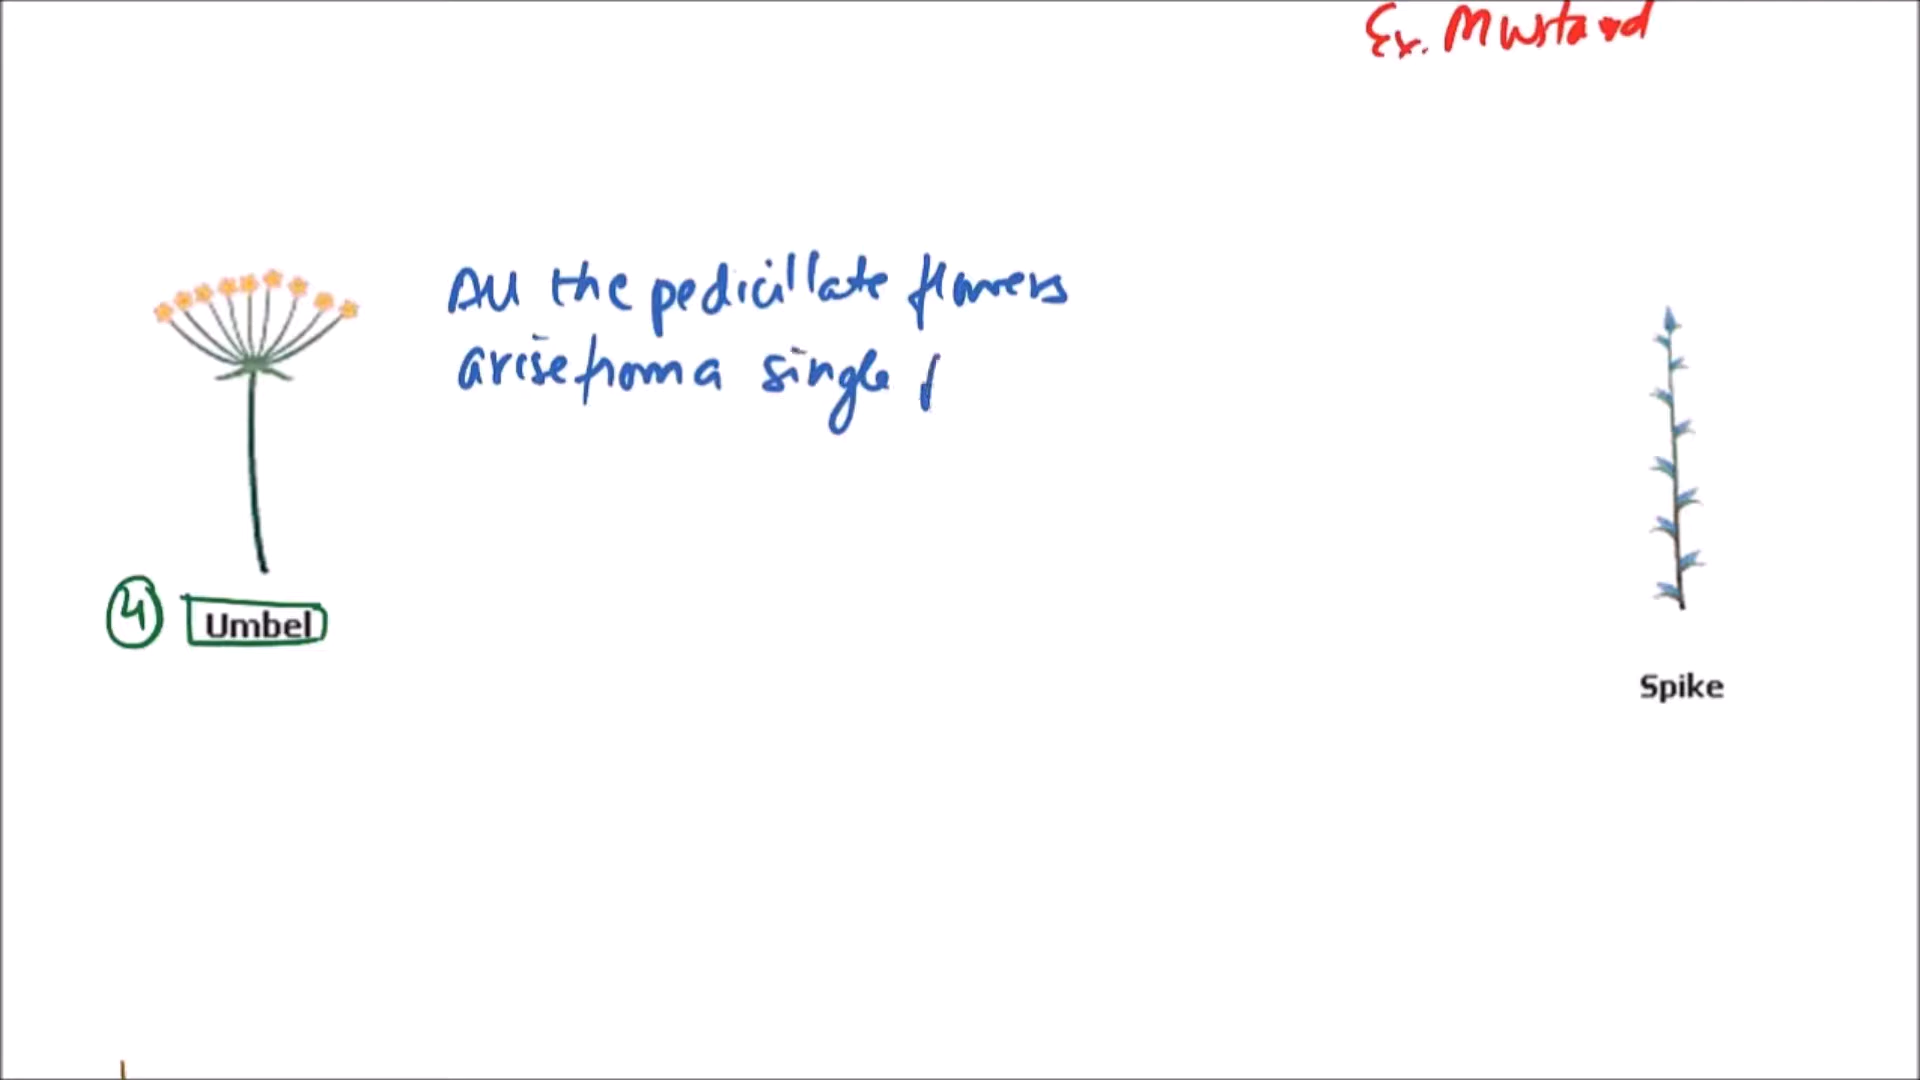 Ex. Mustard
All the pedicillate flowers
arise from a single
4 Umbel
Spike